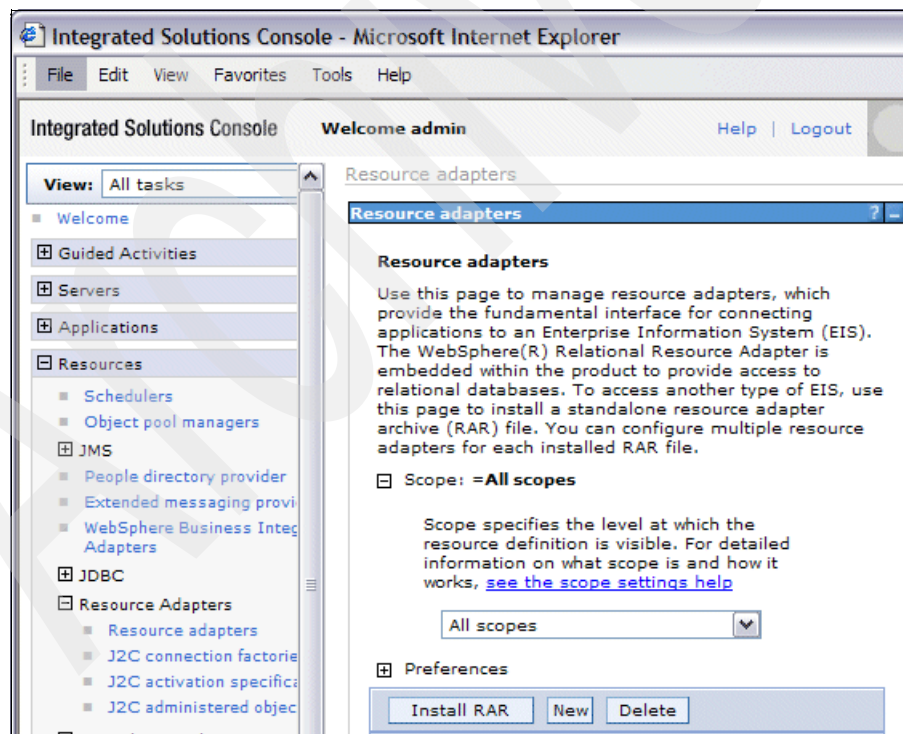 Integrated Solutions Console - Microsoft Internet Explorer
File Edit View Favorites Tools Help
Integrated Solutions Console Welcome admin Help | Logout
View: All tasks
Welcome
Guided Activities
Servers
Applications
Resources
Schedulers
Object pool managers
JMS
People directory provider
Extended messaging provi
WebSphere Business Integ
Adapters
JDBC
Resource Adapters
Resource adapters
J2C connection factorie
J2C activation specifica
J2C administered objec
Resource adapters
Resource adapters ? -
Resource adapters
Use this page to manage resource adapters, which
provide the fundamental interface for connecting
applications to an Enterprise Information System (EIS).
The WebSphere(R) Relational Resource Adapter is
embedded within the product to provide access to
relational databases. To access another type of EIS, use
this page to install a standalone resource adapter
archive (RAR) file. You can configure multiple resource
adapters for each installed RAR file.
Scope: =All scopes
Scope specifies the level at which the
resource definition is visible. For detailed
information on what scope is and how it
works, see the scope settings help
All scopes
Preferences
Install RAR New Delete